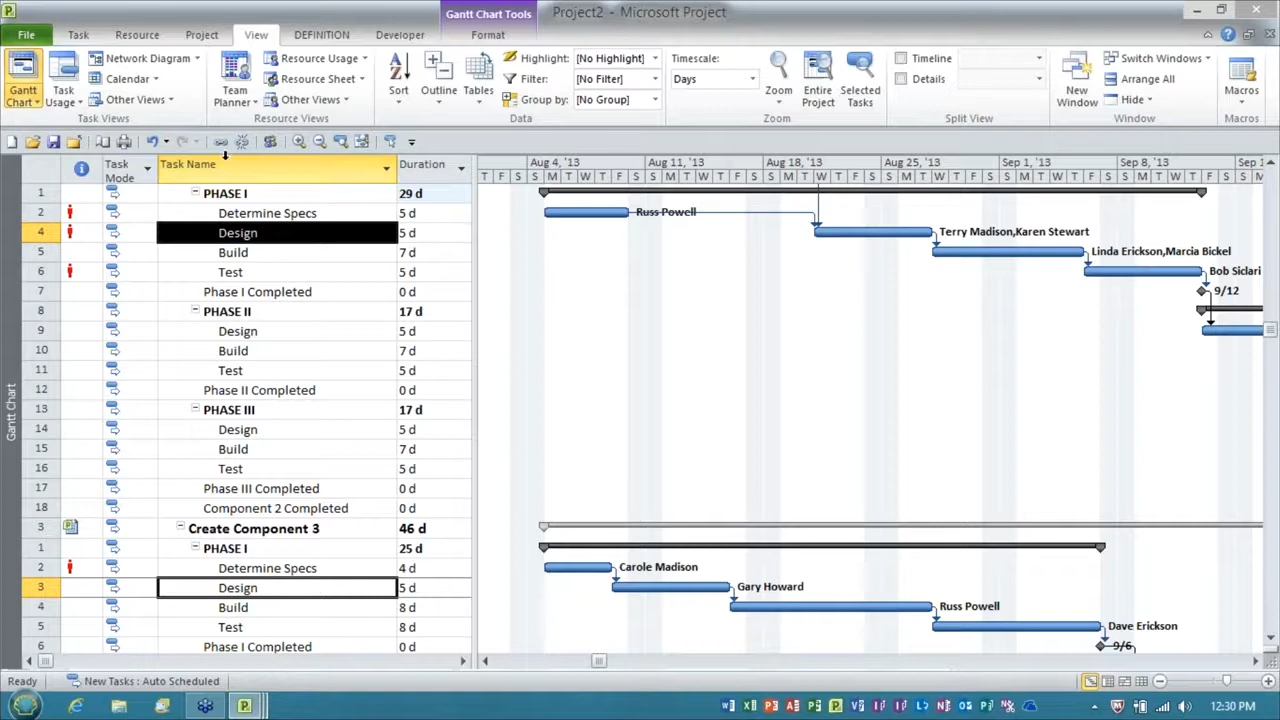 Gantt Chart Tools
Project2 - Microsoft Project
File Task Resource Project View DEFINITION Developer Format
Gantt Chart
Task Usage
Network Diagram
Calendar
Other Views
Task Views
Team Planner
Resource Usage
Resource Sheet
Other Views
Resource Views
Sort
Outline
Tables
Highlight: [No Highlight]
Filter: [No Filter]
Group by: [No Group]
Data
Timescale:
Days
Zoom
Entire Project
Selected Tasks
Zoom
Timeline
Details
Split View
New Window
Switch Windows
Arrange All
Hide
Window
Macros
Macros
Task Mode Task Name Duration
Aug 4, '13 Aug 11, '13 Aug 18, '13 Aug 25, '13 Sep 1, '13 Sep 8, '13 Sep 1
T F S S M T W T F S S M T W T F S S M T W T F S S M T W T F S S M T W T F S S M T W T F S S M
1 PHASE I 29 d
2 Determine Specs 5 d Russ Powell
4 Design 5 d Terry Madison,Karen Stewart
5 Build 7 d Linda Erickson,Marcia Bickel
6 Test 5 d Bob Siclari
7 Phase I Completed 0 d 9/12
8 PHASE II 17 d
9 Design 5 d
10 Build 7 d
11 Test 5 d
12 Phase II Completed 0 d
13 PHASE III 17 d
14 Design 5 d
15 Build 7 d
16 Test 5 d
17 Phase III Completed 0 d
18 Component 2 Completed 0 d
3 Create Component 3 46 d
1 PHASE I 25 d
2 Determine Specs 4 d Carole Madison
3 Design 5 d Gary Howard
4 Build 8 d Russ Powell
5 Test 8 d Dave Erickson
6 Phase I Completed 0 d 9/6
Gantt Chart
Ready New Tasks : Auto Scheduled
12:30 PM